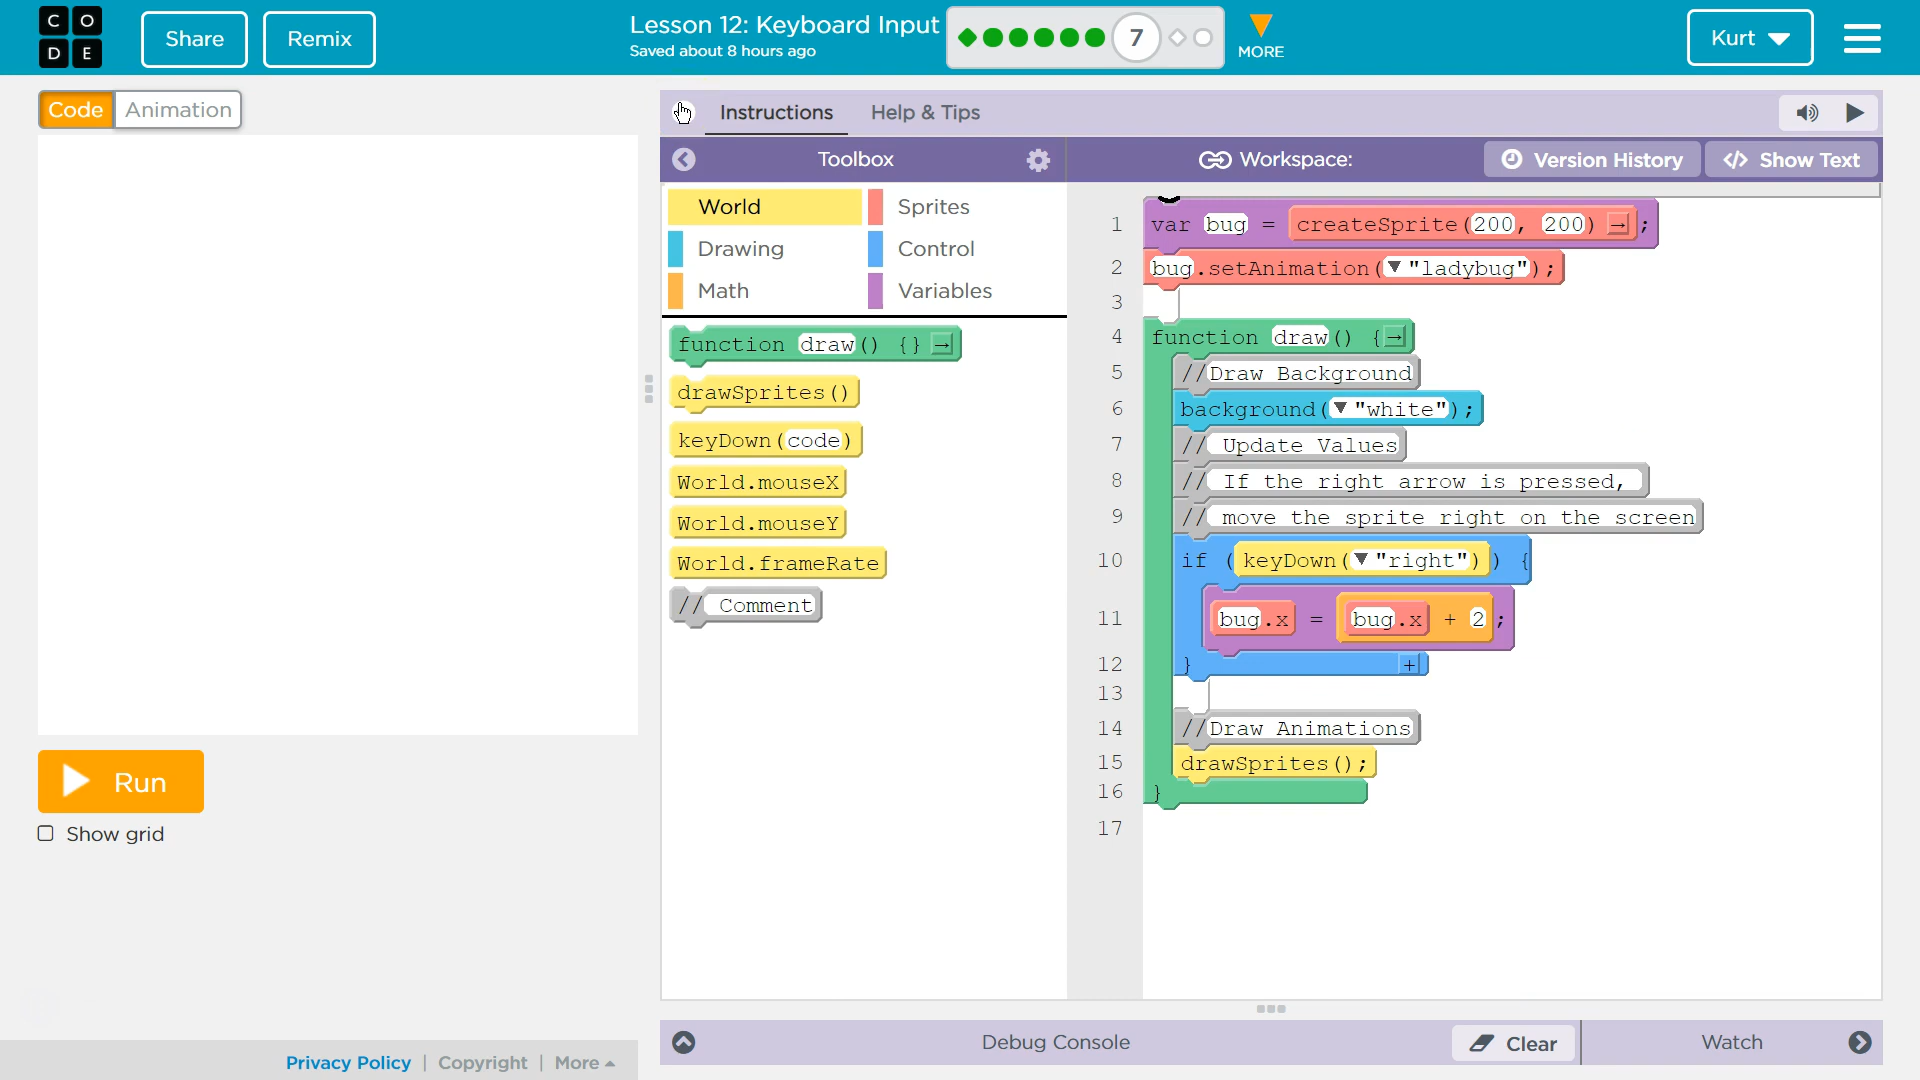 C O
D E
Share
Remix
Lesson 12: Keyboard Input
Saved about 8 hours ago
7
MORE
Kurt
Code
Animation
Instructions
Help & Tips
Toolbox
Workspace:
Version History
</> Show Text
World
Sprites
Drawing
Control
Math
Variables
function draw() {} →
drawSprites()
keyDown(code)
World.mouseX
World.mouseY
World.frameRate
// Comment
1 var bug = createSprite(200, 200) → ;
2 bug.setAnimation(▼"ladybug");
3
4 function draw() {→
5 //Draw Background
6 background(▼"white");
7 // Update Values
8 // If the right arrow is pressed,
9 // move the sprite right on the screen
10 if (keyDown(▼"right")) {
11 bug.x = bug.x + 2;
12 } +
13
14 //Draw Animations
15 drawSprites();
16 }
17
Run
Show grid
Debug Console
Clear
Watch
Privacy Policy | Copyright | More